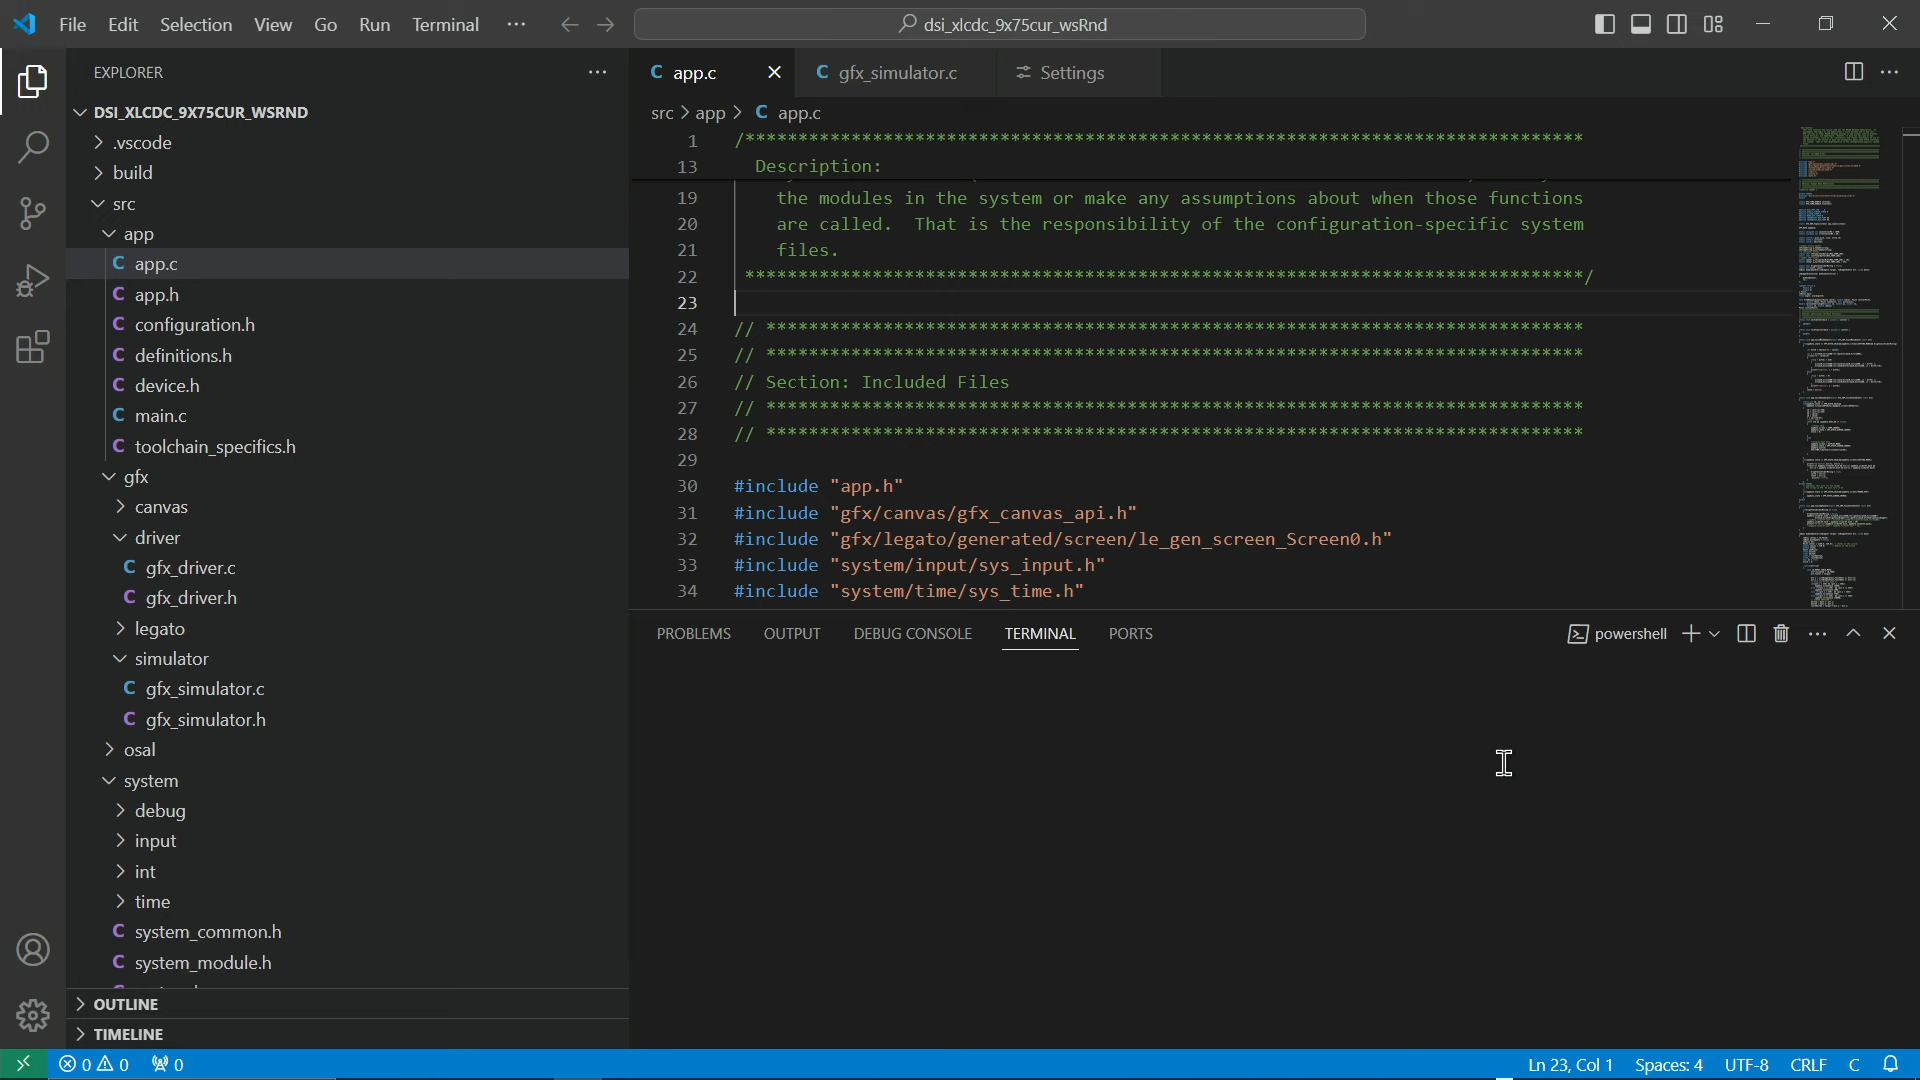 File Edit Selection View Go Run Terminal ··· dsi_xlcdc_9x75cur_wsRnd
EXPLORER
DSI_XLCDC_9X75CUR_WSRND
.vscode
build
src
app
C app.c
C app.h
C configuration.h
C definitions.h
C device.h
C main.c
C toolchain_specifics.h
gfx
canvas
driver
C gfx_driver.c
C gfx_driver.h
legato
simulator
C gfx_simulator.c
C gfx_simulator.h
osal
system
debug
input
int
time
C system_common.h
C system_module.h
OUTLINE
TIMELINE
C app.c C gfx_simulator.c Settings
src > app > C app.c
1 /*******************************************************************************
13 Description:
19 the modules in the system or make any assumptions about when those functions
20 are called.  That is the responsibility of the configuration-specific system
21 files.
22 *******************************************************************************/
23
24 // *****************************************************************************
25 // *****************************************************************************
26 // Section: Included Files
27 // *****************************************************************************
28 // *****************************************************************************
29
30 #include "app.h"
31 #include "gfx/canvas/gfx_canvas_api.h"
32 #include "gfx/legato/generated/screen/le_gen_screen_Screen0.h"
33 #include "system/input/sys_input.h"
34 #include "system/time/sys_time.h"
PROBLEMS OUTPUT DEBUG CONSOLE TERMINAL PORTS powershell
0 0 0 Ln 23, Col 1 Spaces: 4 UTF-8 CRLF C